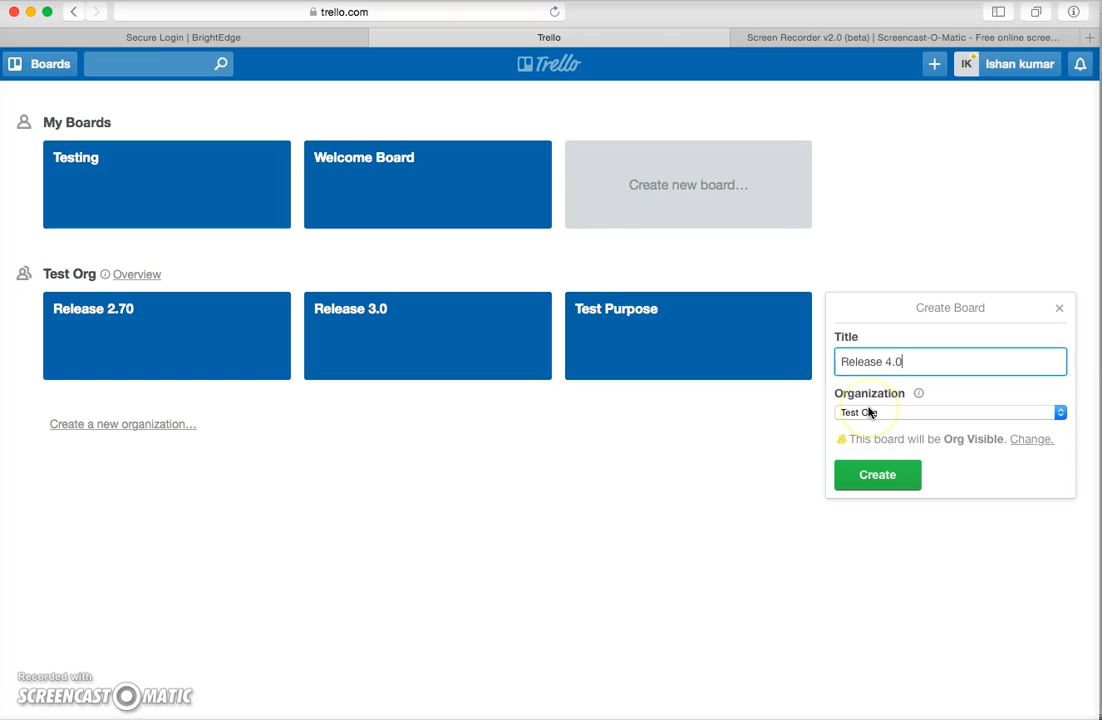 trello.com
Secure Login | BrightEdge
Trello
Screen Recorder v2.0 (beta) | Screencast-O-Matic - Free online scree...
Boards
Trello
IK
Ishan kumar
My Boards
Testing
Welcome Board
Create new board...
Test Org
Overview
Release 2.70
Release 3.0
Test Purpose
Create Board
Title
Release 4.0
Organization
Test Org
This board will be Org Visible. Change.
Create
Create a new organization...
Recorded with
SCREENCAST-O-MATIC